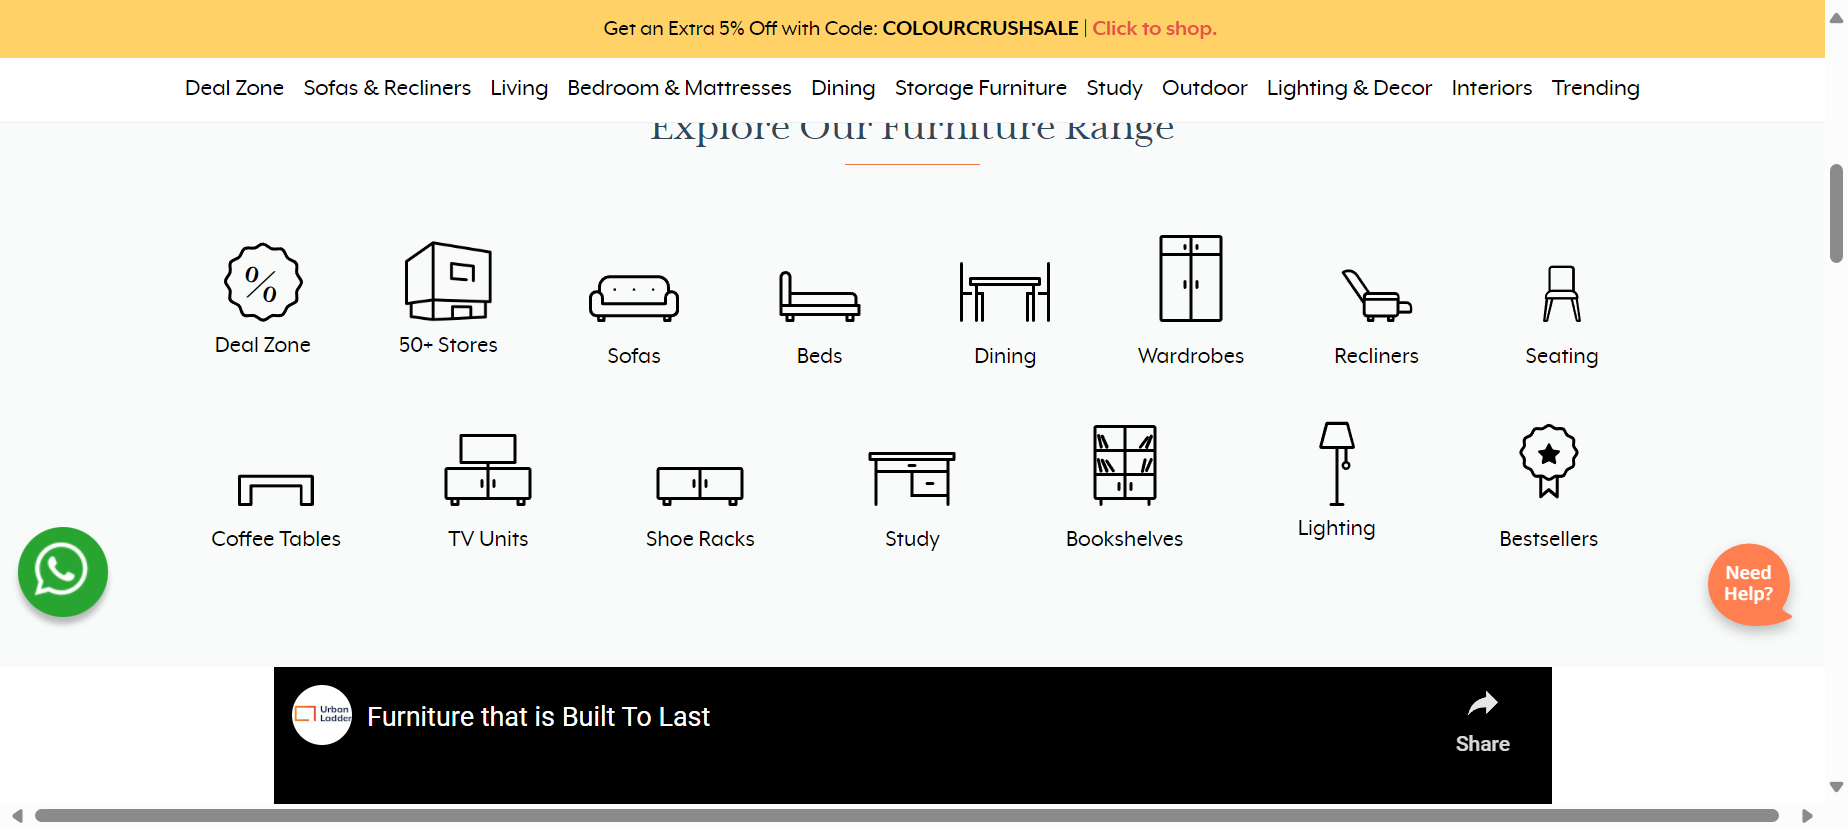 Get an Extra 5% Off with Code: COLOURCRUSHSALE | Click to shop.
Deal Zone Sofas & Recliners Living Bedroom & Mattresses Dining Storage Furniture Study Outdoor Lighting & Decor Interiors Trending
Explore Our Furniture Range
%
Deal Zone 50+ Stores Sofas Beds Dining Wardrobes Recliners Seating
Coffee Tables TV Units Shoe Racks Study Bookshelves Lighting Bestsellers
Need
Help?
Urban
Ladder
Furniture that is Built To Last
Share